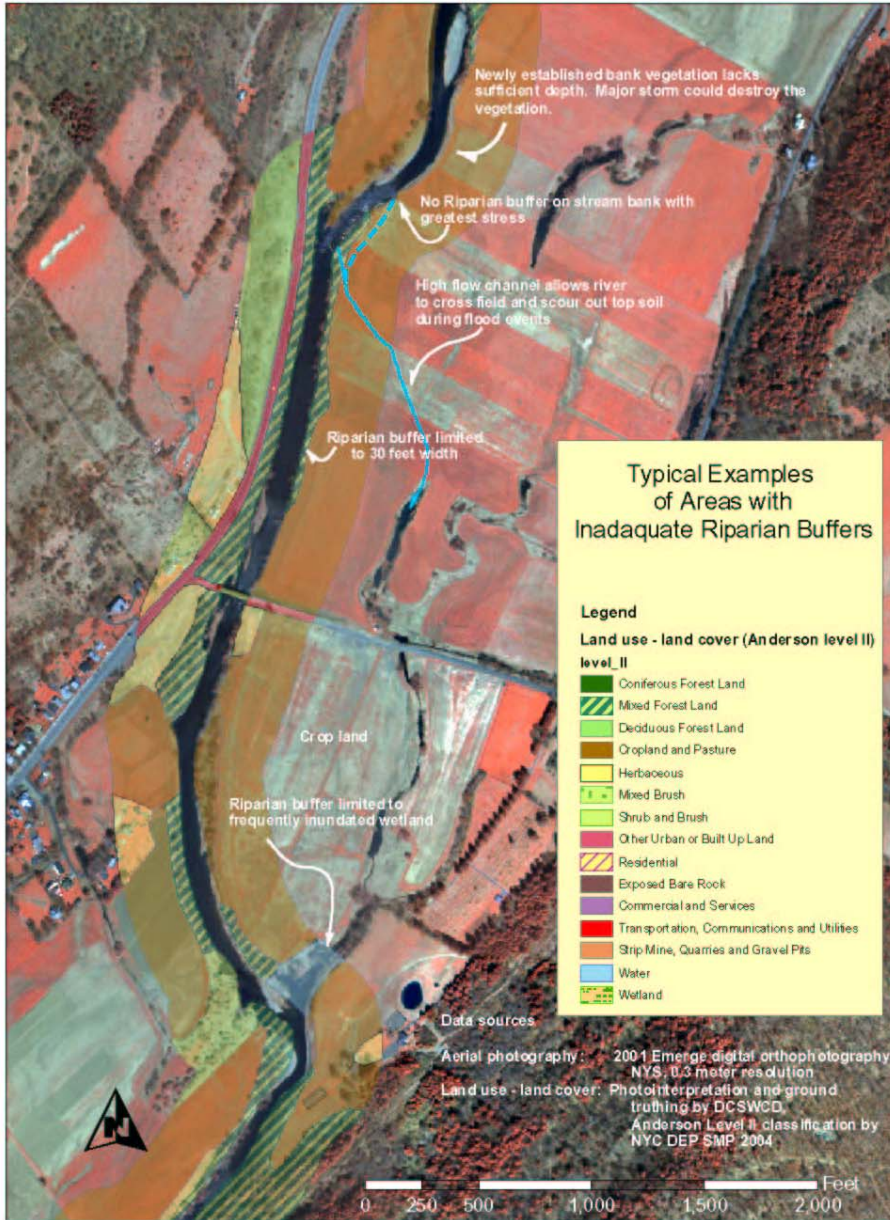 Newly established bank vegetation lacks
sufficient depth. Major storm could destroy the
vegetation.
No Riparian buffer on stream bank with
greatest stress
High flow channel allows river
to cross field and scour out top soil
during flood events
Riparian buffer limited
to 30 feet width
Typical Examples
of Areas with
Inadaquate Riparian Buffers
Legend
Land use - land cover (Anderson level II)
level_II
Coniferous Forest Land
Mixed Forest Land
Deciduous Forest Land
Cropland and Pasture
Herbaceous
Mixed Brush
Shrub and Brush
Other Urban or Built Up Land
Residential
Exposed Bare Rock
Commercial and Services
Transportation, Communications and Utilities
Strip Mine, Quarries and Gravel Pits
Water
Wetland
Crop land
Riparian buffer limited to
frequently inundated wetland
Data sources
Aerial photography: 2001 Emerge digital orthophotography
NYS, 0.3 meter resolution
Land use - land cover: Photointerpretation and ground
truthing by DCSWCD,
Anderson Level II classification by
NYC DEP SMP 2004
N
Feet
0 250 500 1,000 1,500 2,000